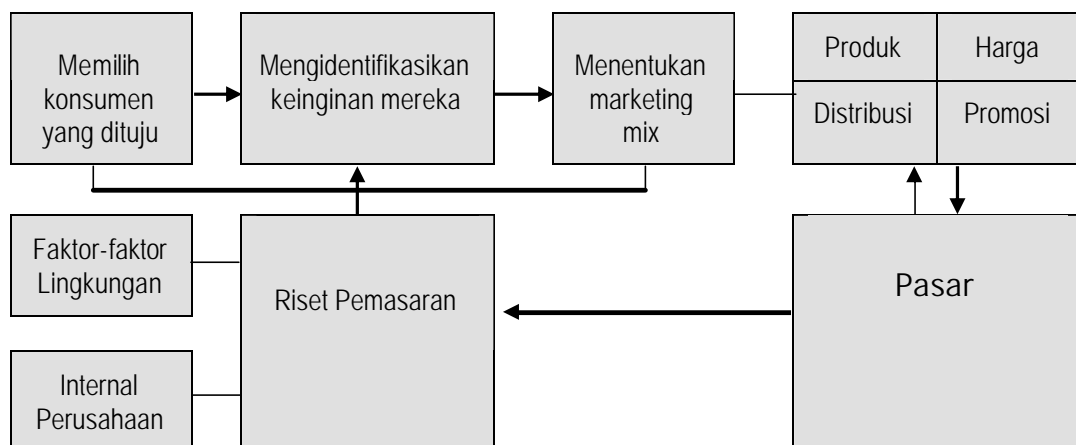 Memilih
konsumen
yang dituju
Mengidentifikasikan
keinginan mereka
Menentukan
marketing
mix
Produk
Harga
Distribusi
Promosi
Faktor-faktor
Lingkungan
Riset Pemasaran
Pasar
Internal
Perusahaan